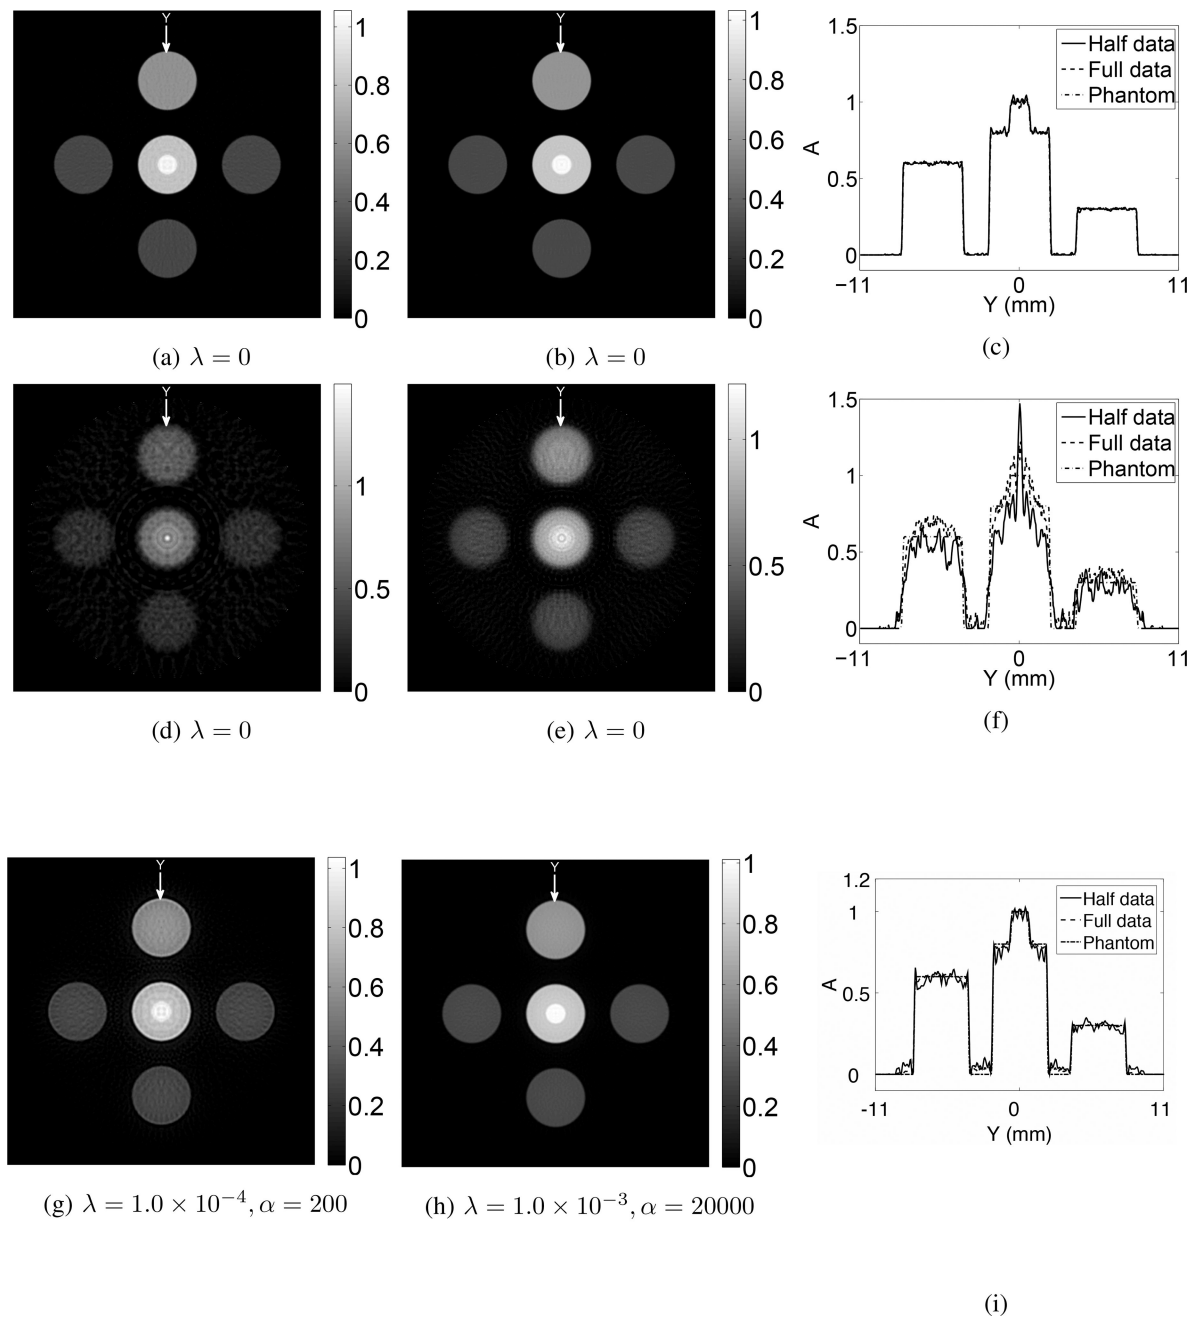 Y
1
0.8
0.6
0.4
0.2
0
(a) λ = 0
Y
1
0.8
0.6
0.4
0.2
0
(b) λ = 0
1.5
1
0.5
0
A
Half data
Full data
Phantom
−11
0
11
Y (mm)
(c)
Y
1
0.5
0
(d) λ = 0
Y
1
0.5
0
(e) λ = 0
1.5
1
0.5
0
A
Half data
Full data
Phantom
−11
0
11
Y (mm)
(f)
Y
1
0.8
0.6
0.4
0.2
0
(g) λ = 1.0 × 10⁻⁴, α = 200
Y
1
0.8
0.6
0.4
0.2
0
(h) λ = 1.0 × 10⁻³, α = 20000
1.2
1
0.5
0
A
Half data
Full data
Phantom
-11
0
11
Y (mm)
(i)